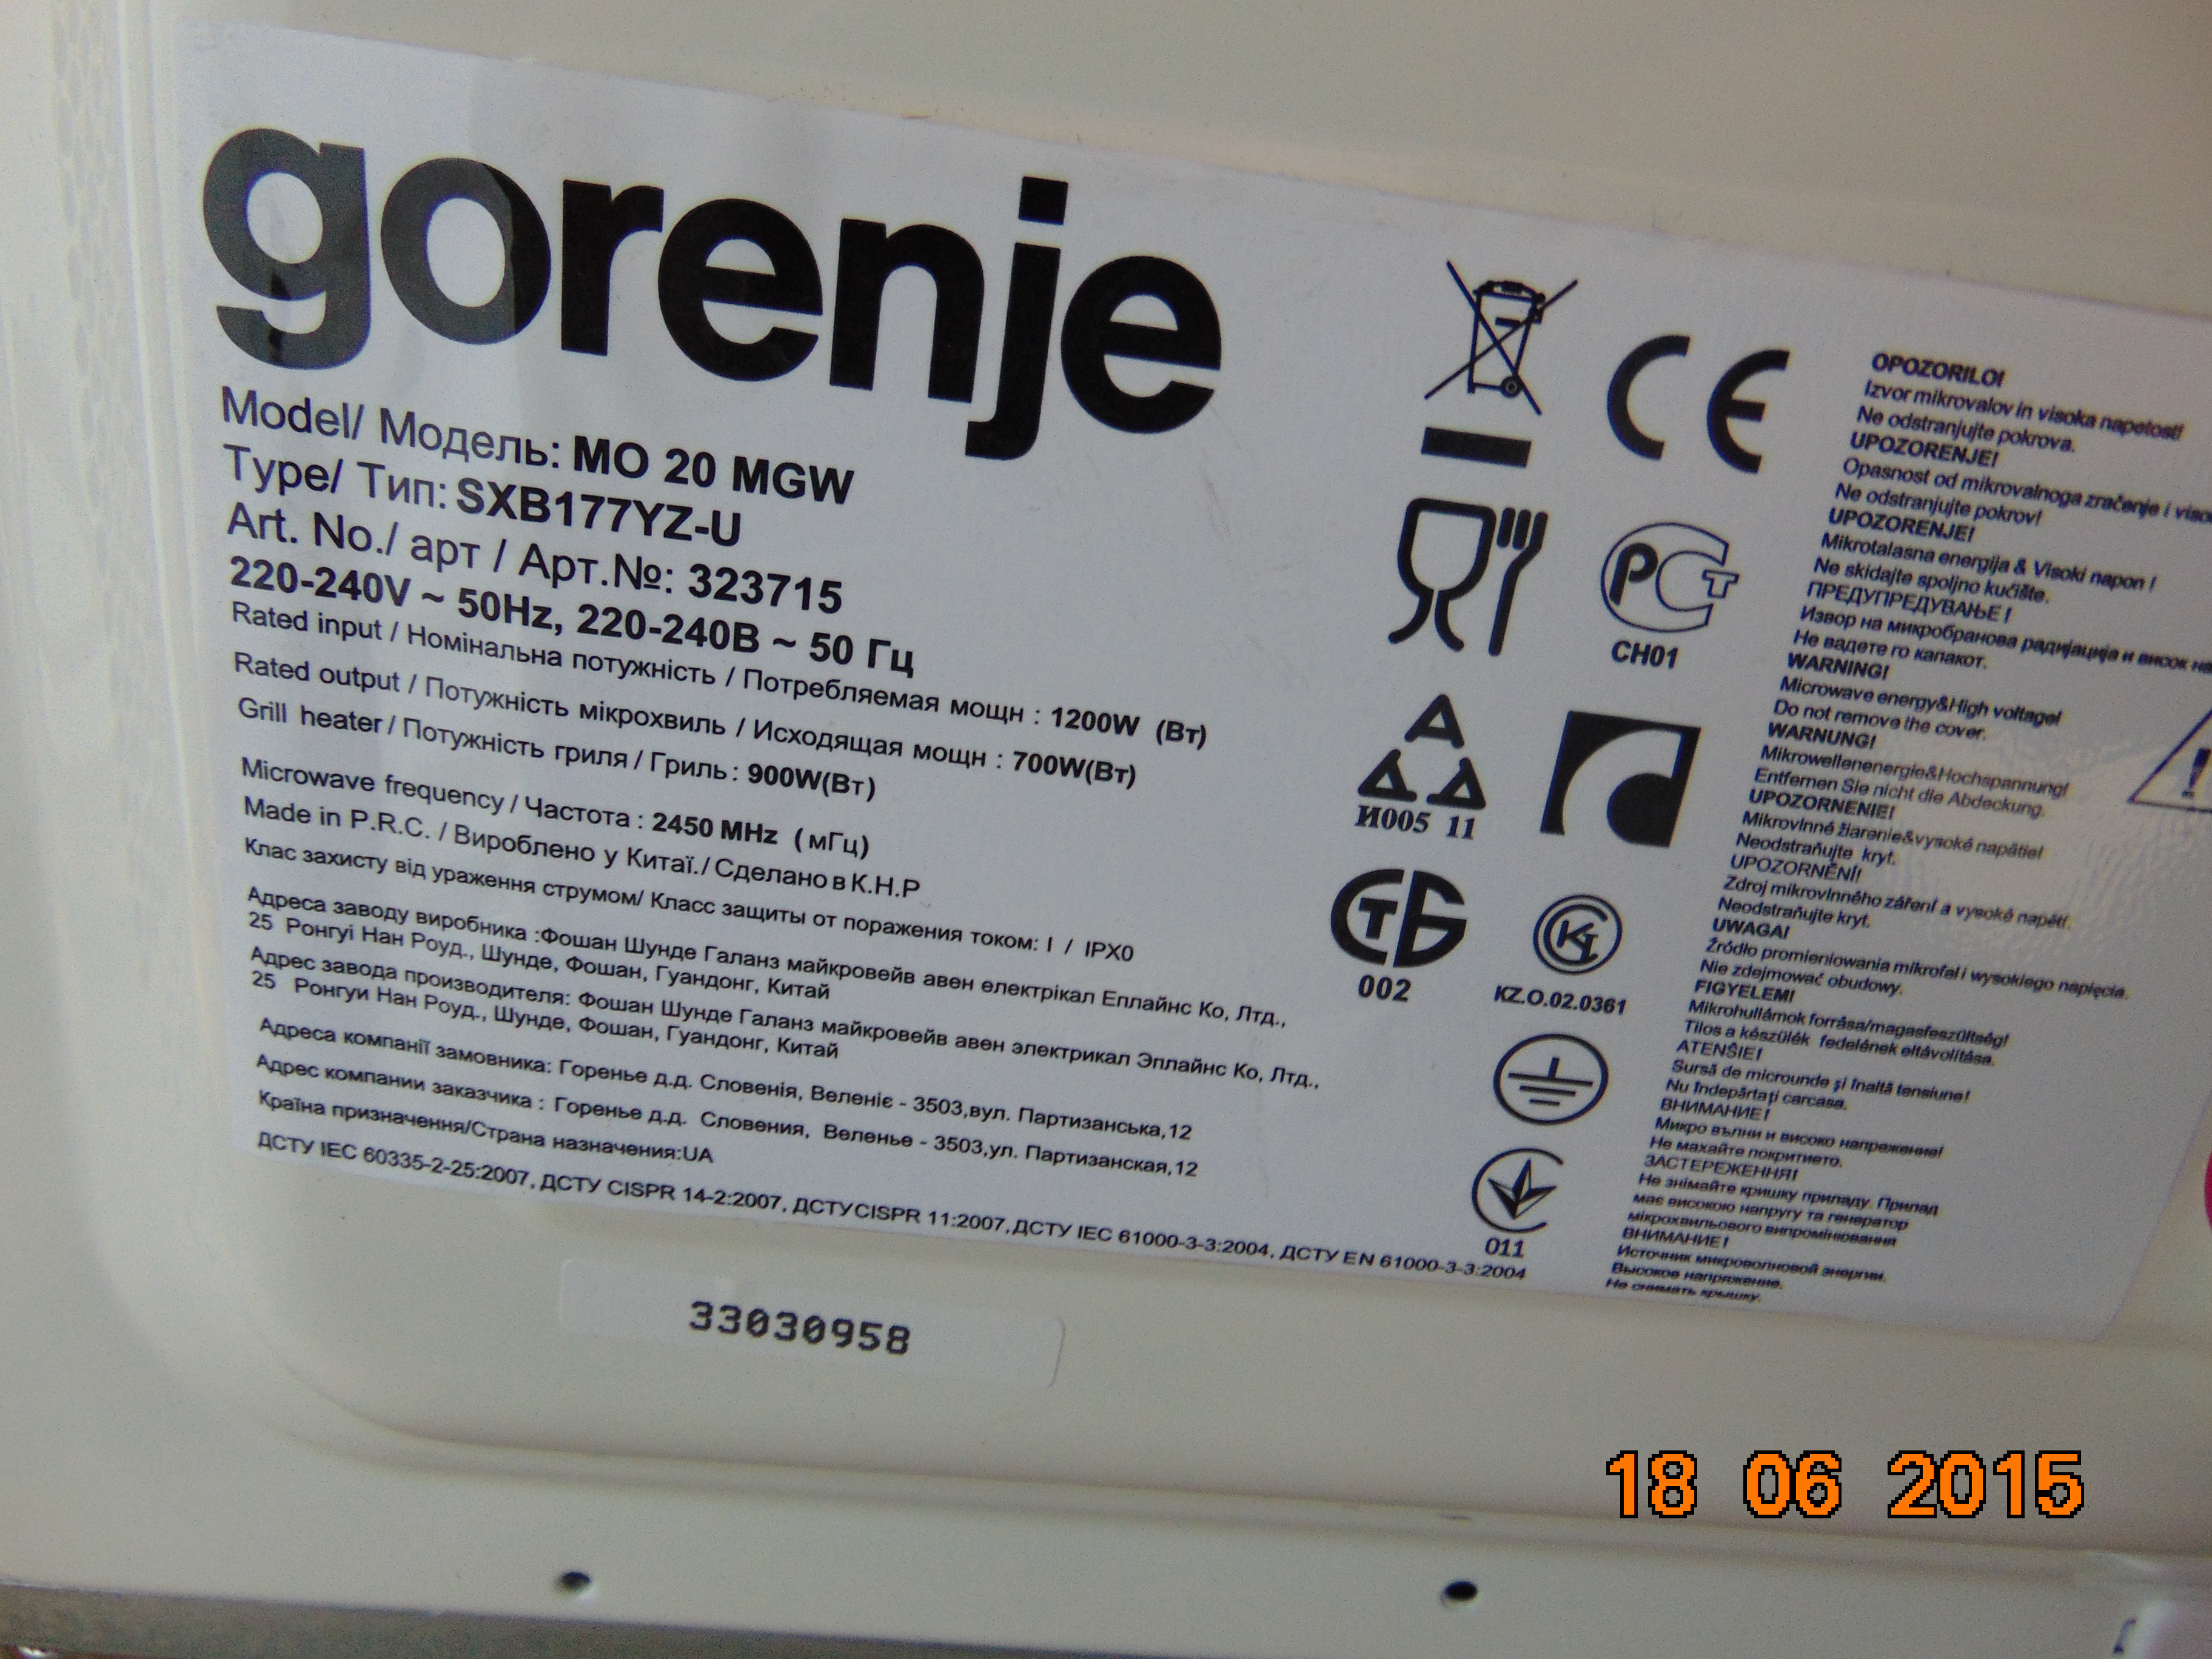 gorenje
Model/ Модель: MO 20 MGW
Type/ Тип: SXB177YZ-U
Art. No./ арт / Арт.№: 323715
220-240V ~ 50Hz, 220-240В ~ 50 Гц
Rated input / Номінальна потужність / Потребляемая мощн : 1200W (Вт)
Rated output / Потужність мікрохвиль / Исходящая мощн : 700W(Вт)
Grill heater / Потужність гриля / Гриль: 900W(Вт)
Microwave frequency / Частота : 2450 MHz (мГц)
Made in P.R.C. / Вироблено у Китаї./ Сделано в К.Н.Р
Клас захисту від ураження струмом/ Класс защиты от поражения током: I / IPX0
Адреса заводу виробника :Фошан Шунде Галанз майкровейв авен електрікал Еплайнс Ко, Лтд.,
25 Ронгуі Нан Роуд., Шунде, Фошан, Гуандонг, Китай
Адрес завода производителя: Фошан Шунде Галанз майкровейв авен электрикал Эплайнс Ко, Лтд.,
25 Ронгуи Нан Роуд., Шунде, Фошан, Гуандонг, Китай
Адреса компанії замовника: Горенье д.д. Словенія, Веленіє - 3503,вул. Партизанська,12
Адрес компании заказчика : Горенье д.д. Словения, Веленье - 3503,ул. Партизанская,12
Країна призначення/Страна назначения:UA
ДСТУ IEC 60335-2-25:2007, ДСТУ CISPR 14-2:2007, ДСТУ CISPR 11:2007, ДСТУ IEC 61000-3-3:2004, ДСТУ EN 61000-3-3:2004
CE
РСТ
CH01
И005 11
СТБ
002
KZ.O.02.0361
011
OPOZORILO!
Izvor mikrovalov in visoka napetost!
Ne odstranjujte pokrova.
UPOZORENJE!
Opasnost od mikrovalnoga zračenje i
Ne odstranjujte pokrov!
UPOZORENJE!
Mikrotalasna energija & Visoki napon !
Ne skidajte spoljno kućište.
ПРЕДУПРЕДУВАЊЕ !
Извор на микробранова радијација и висок
Не вадете го капакот.
WARNING!
Microwave energy&High voltage!
Do not remove the cover.
WARNUNG!
Mikrowellenenergie&Hochspannung!
Entfernen Sie nicht die Abdeckung.
UPOZORNENIE!
Mikrovlnné žiarenie&vysoké napätie!
Neodstraňujte kryt.
UPOZORNĚNÍ!
Zdroj mikrovlnného záření a vysoké napětí.
Neodstraňujte kryt.
UWAGA!
Źródło promieniowania mikrofal i wysokiego napięcia.
Nie zdejmować obudowy.
FIGYELEM!
Mikrohullámok forrása/magasfeszültség!
Tilos a készülék fedelének eltávolítása.
ATENŠIE!
Sursă de microunde şi înaltă tensiune!
Nu îndepărtaţi carcasa.
ВНИМАНИЕ!
Микро вълни и високо напрежение!
Не махайте покритието.
ЗАСТЕРЕЖЕННЯ!
Не знімайте кришку приладу. Прилад
має високою напругу та генератор
мікрохвильового випромінювання
ВНИМАНИЕ!
Источник микроволновой энергии.
Высокое напряжение.
Не снимать крышку.
33030958
18 06 2015